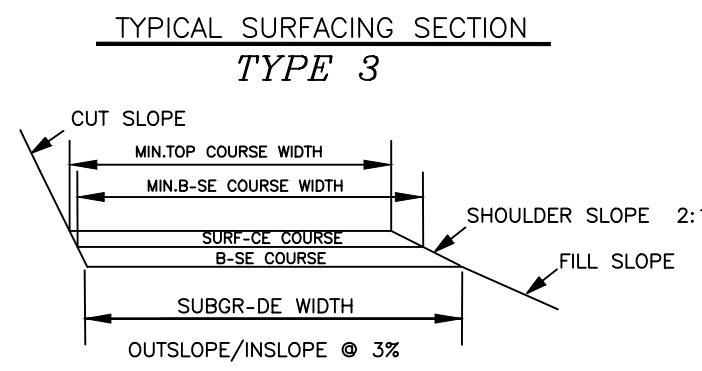 TYPICAL SURFACING SECTION
TYPE 3
CUT SLOPE
MIN.TOP COURSE WIDTH
MIN.B-SE COURSE WIDTH
SHOULDER SLOPE 2:
SURF-CE COURSE
B-SE COURSE
FILL SLOPE
SUBGR-DE WIDTH
OUTSLOPE/INSLOPE @ 3%